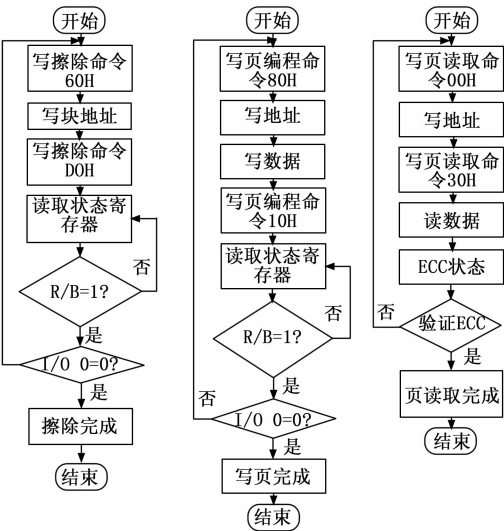 开始
写擦除命令
60H
写块地址
写擦除命令
D0H
读取状态寄
存器
否
R/B=1?
是
I/O 0=0?
是
擦除完成
结束
开始
写页编程命
令80H
写地址
写数据
写页编程命
令10H
读取状态寄
存器
否
R/B=1?
是
否
I/O 0=0?
是
写页完成
结束
开始
写页读取命
令00H
写地址
写页读取命
令30H
读数据
ECC状态
否
验证ECC
是
页读取完成
结束